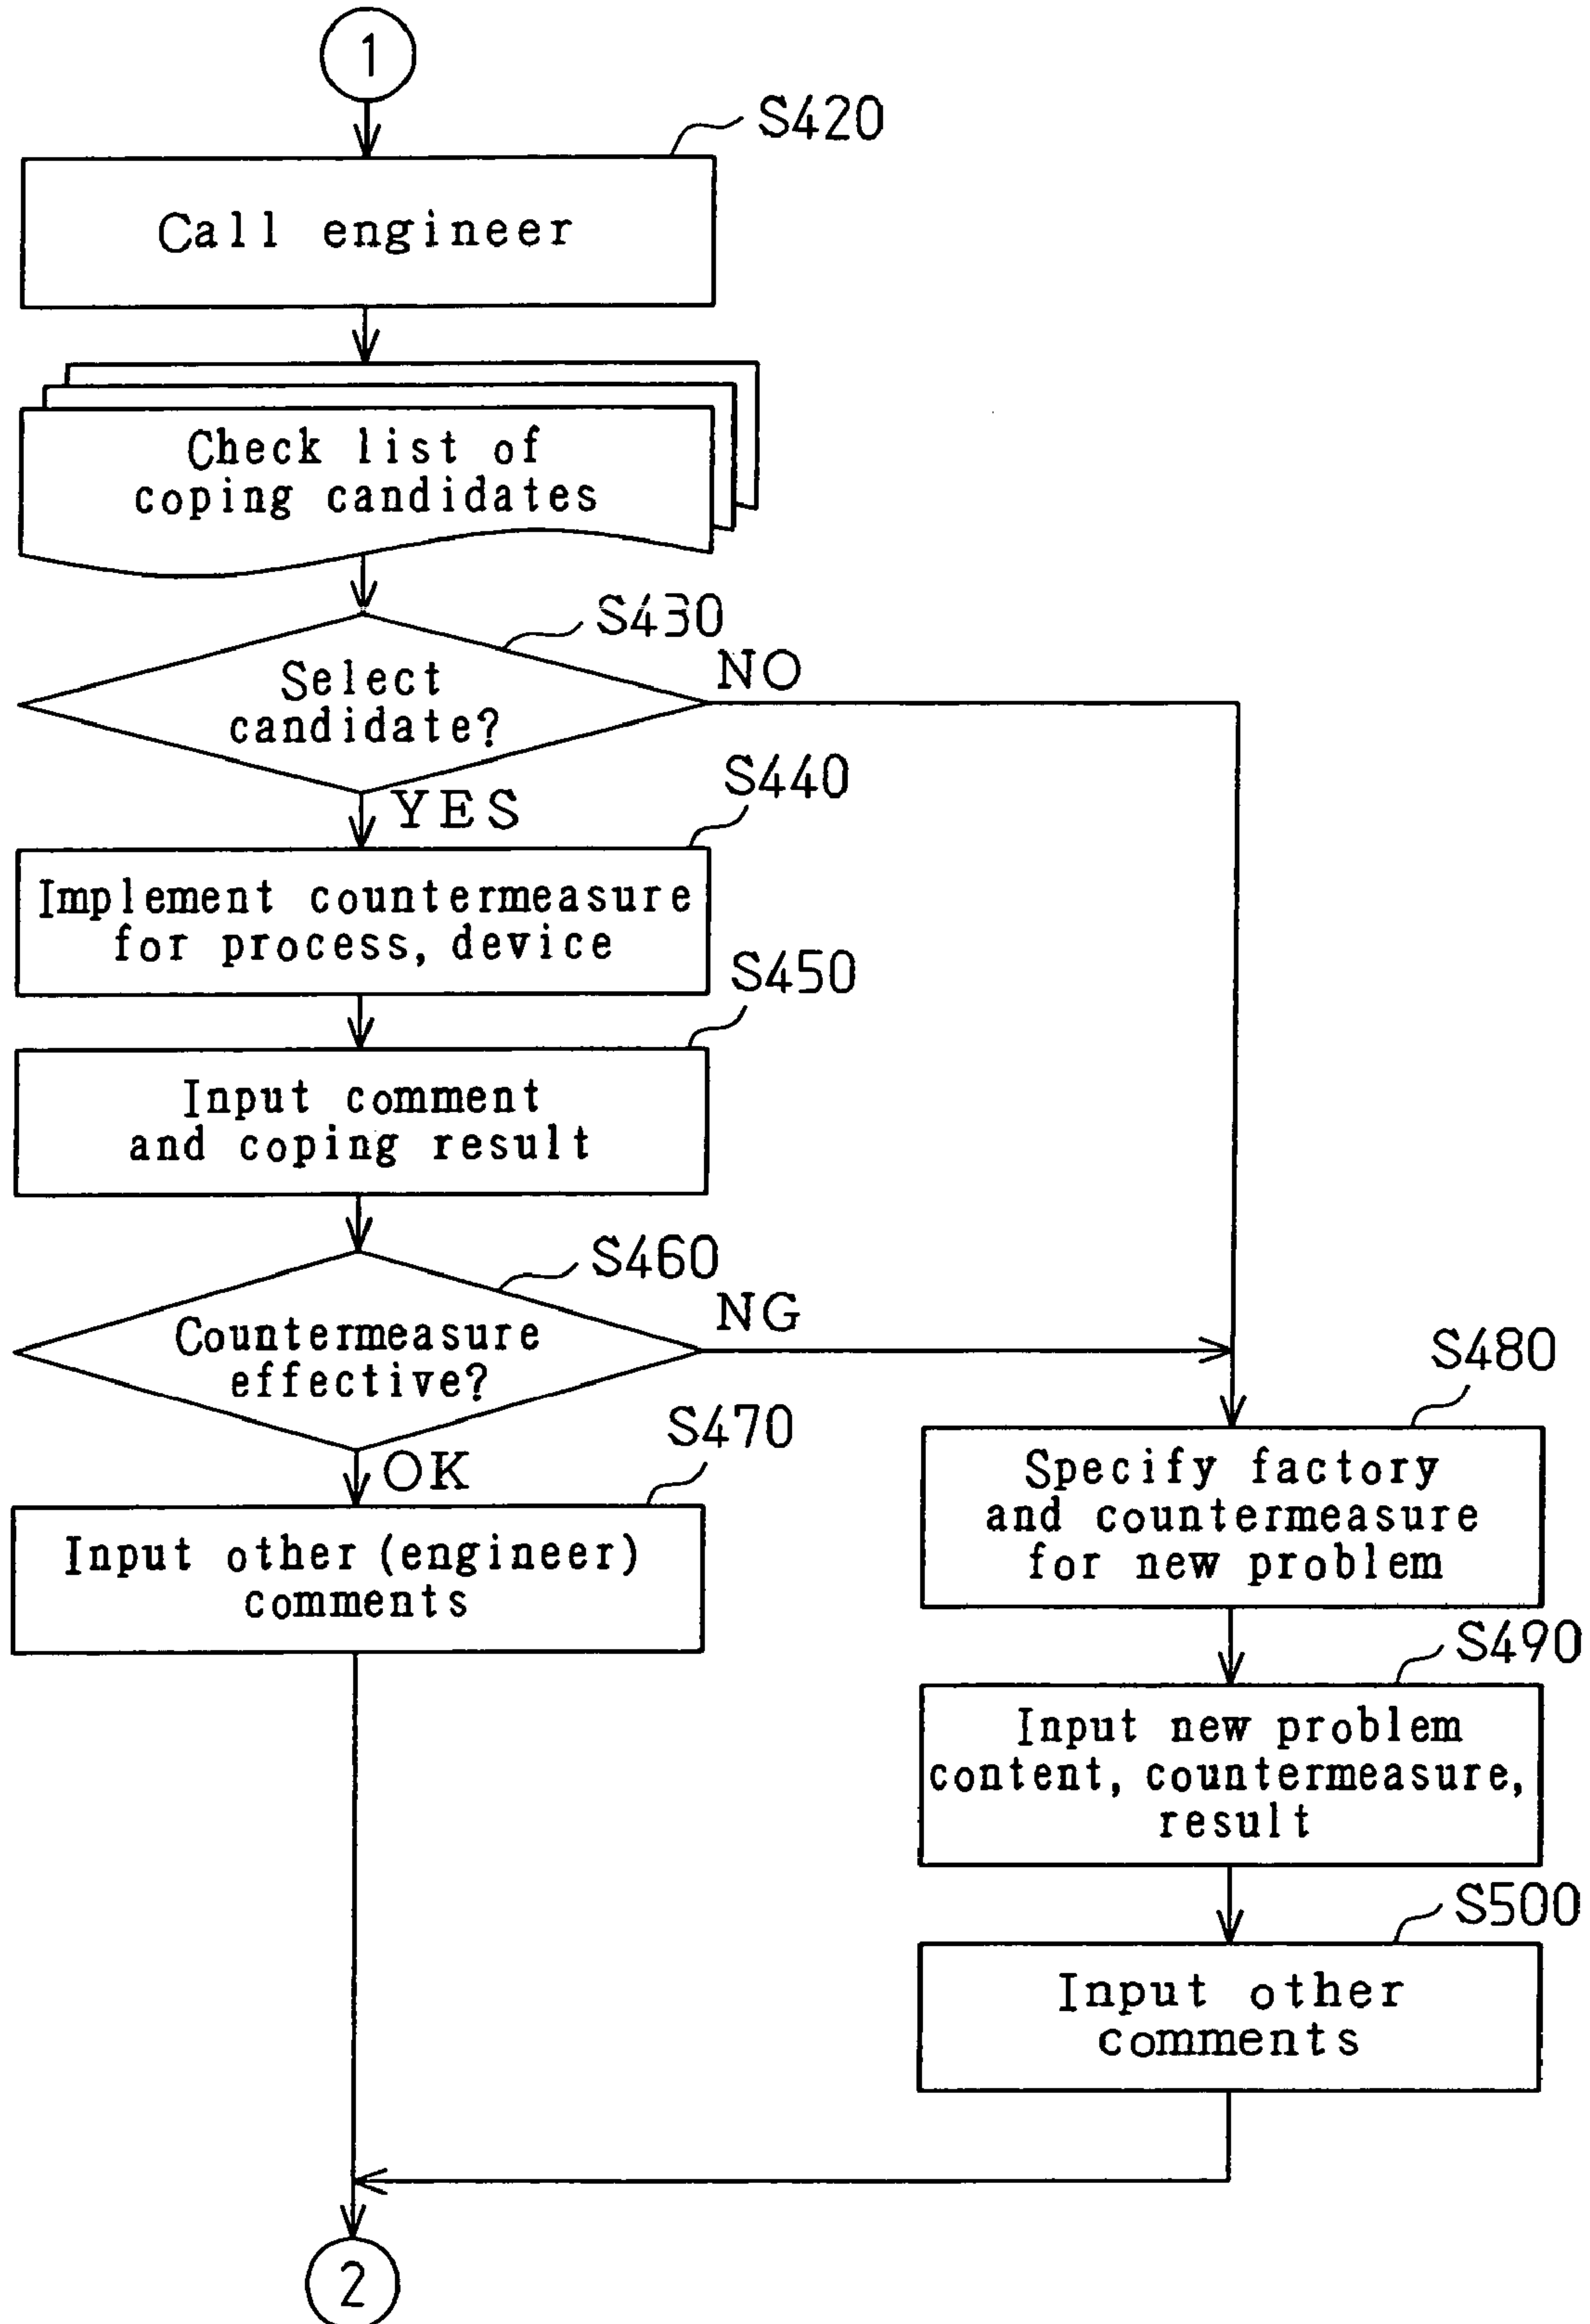 1
S420
Call engineer
Check list of
coping candidates
S430
Select
candidate?
NO
YES
S440
Implement countermeasure
for process, device
S450
Input comment
and coping result
S460
Countermeasure
effective?
NG
OK
S470
Input other (engineer)
comments
S480
Specify factory
and countermeasure
for new problem
S490
Input new problem
content, countermeasure,
result
S500
Input other
comments
2